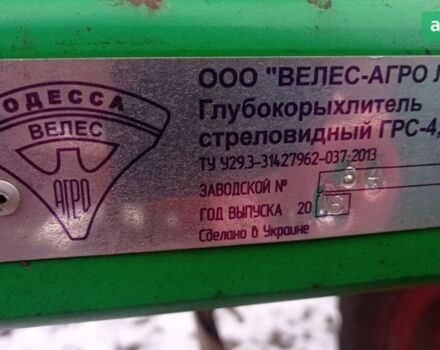 ОДЕССА
ВЕЛЕС
АГРО
ООО "ВЕЛЕС-АГРО Л
Глубокорыхлитель
стреловидный ГРС-4,
ТУ У29.3-31427962-037:2013
ЗАВОДСКОЙ №
ГОД ВЫПУСКА 20
Сделано в Украине